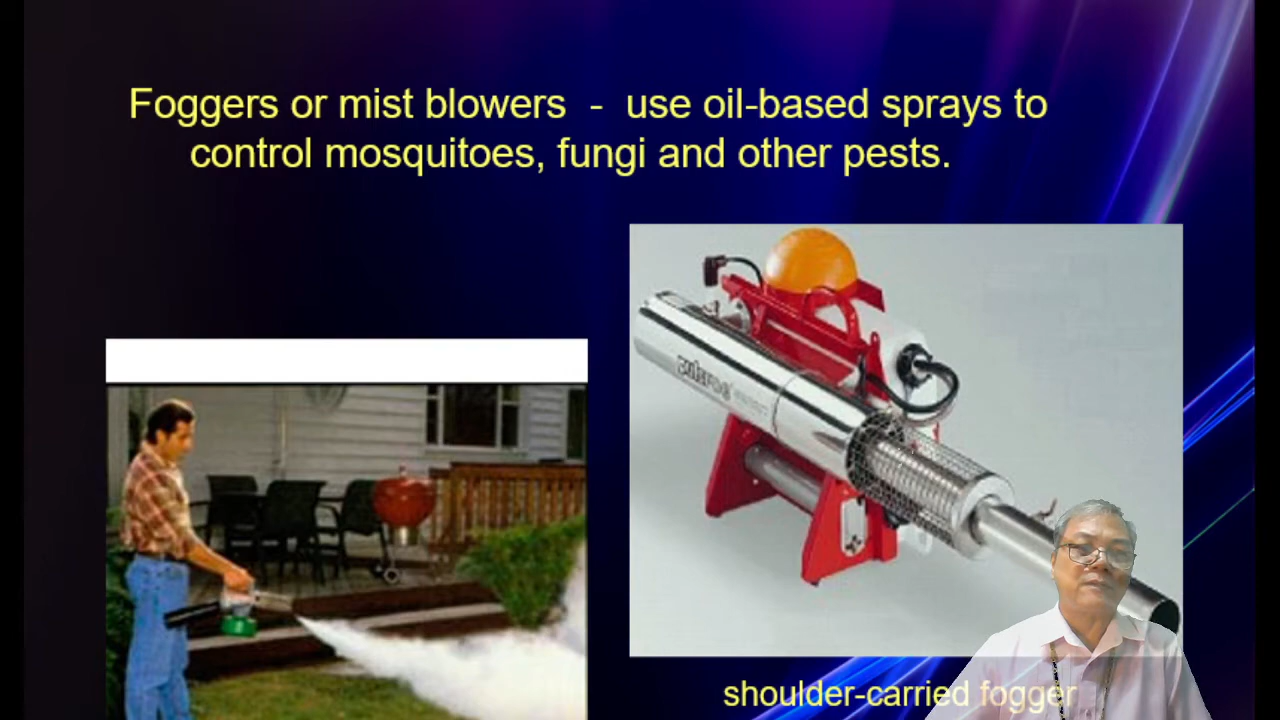 Foggers or mist blowers - use oil-based sprays to
control mosquitoes, fungi and other pests.
shoulder-carried fogger